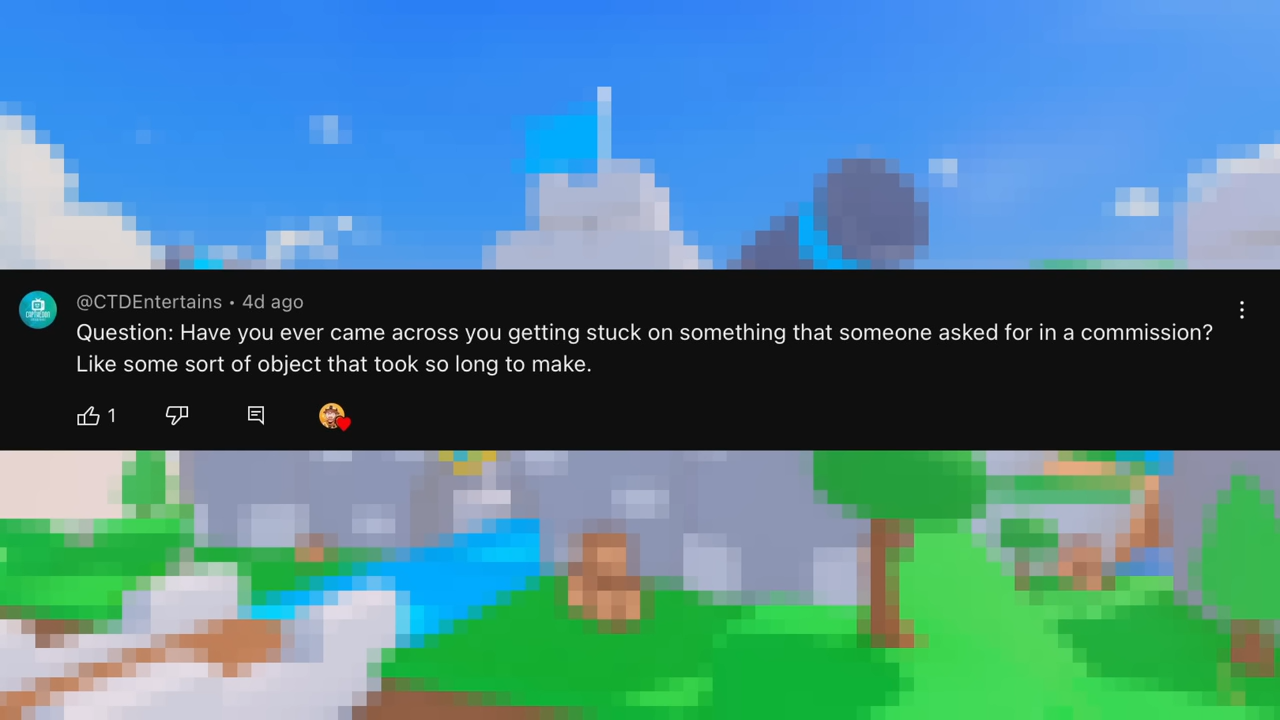 @CTDEntertains • 4d ago
Question: Have you ever came across you getting stuck on something that someone asked for in a commission?
Like some sort of object that took so long to make.
1